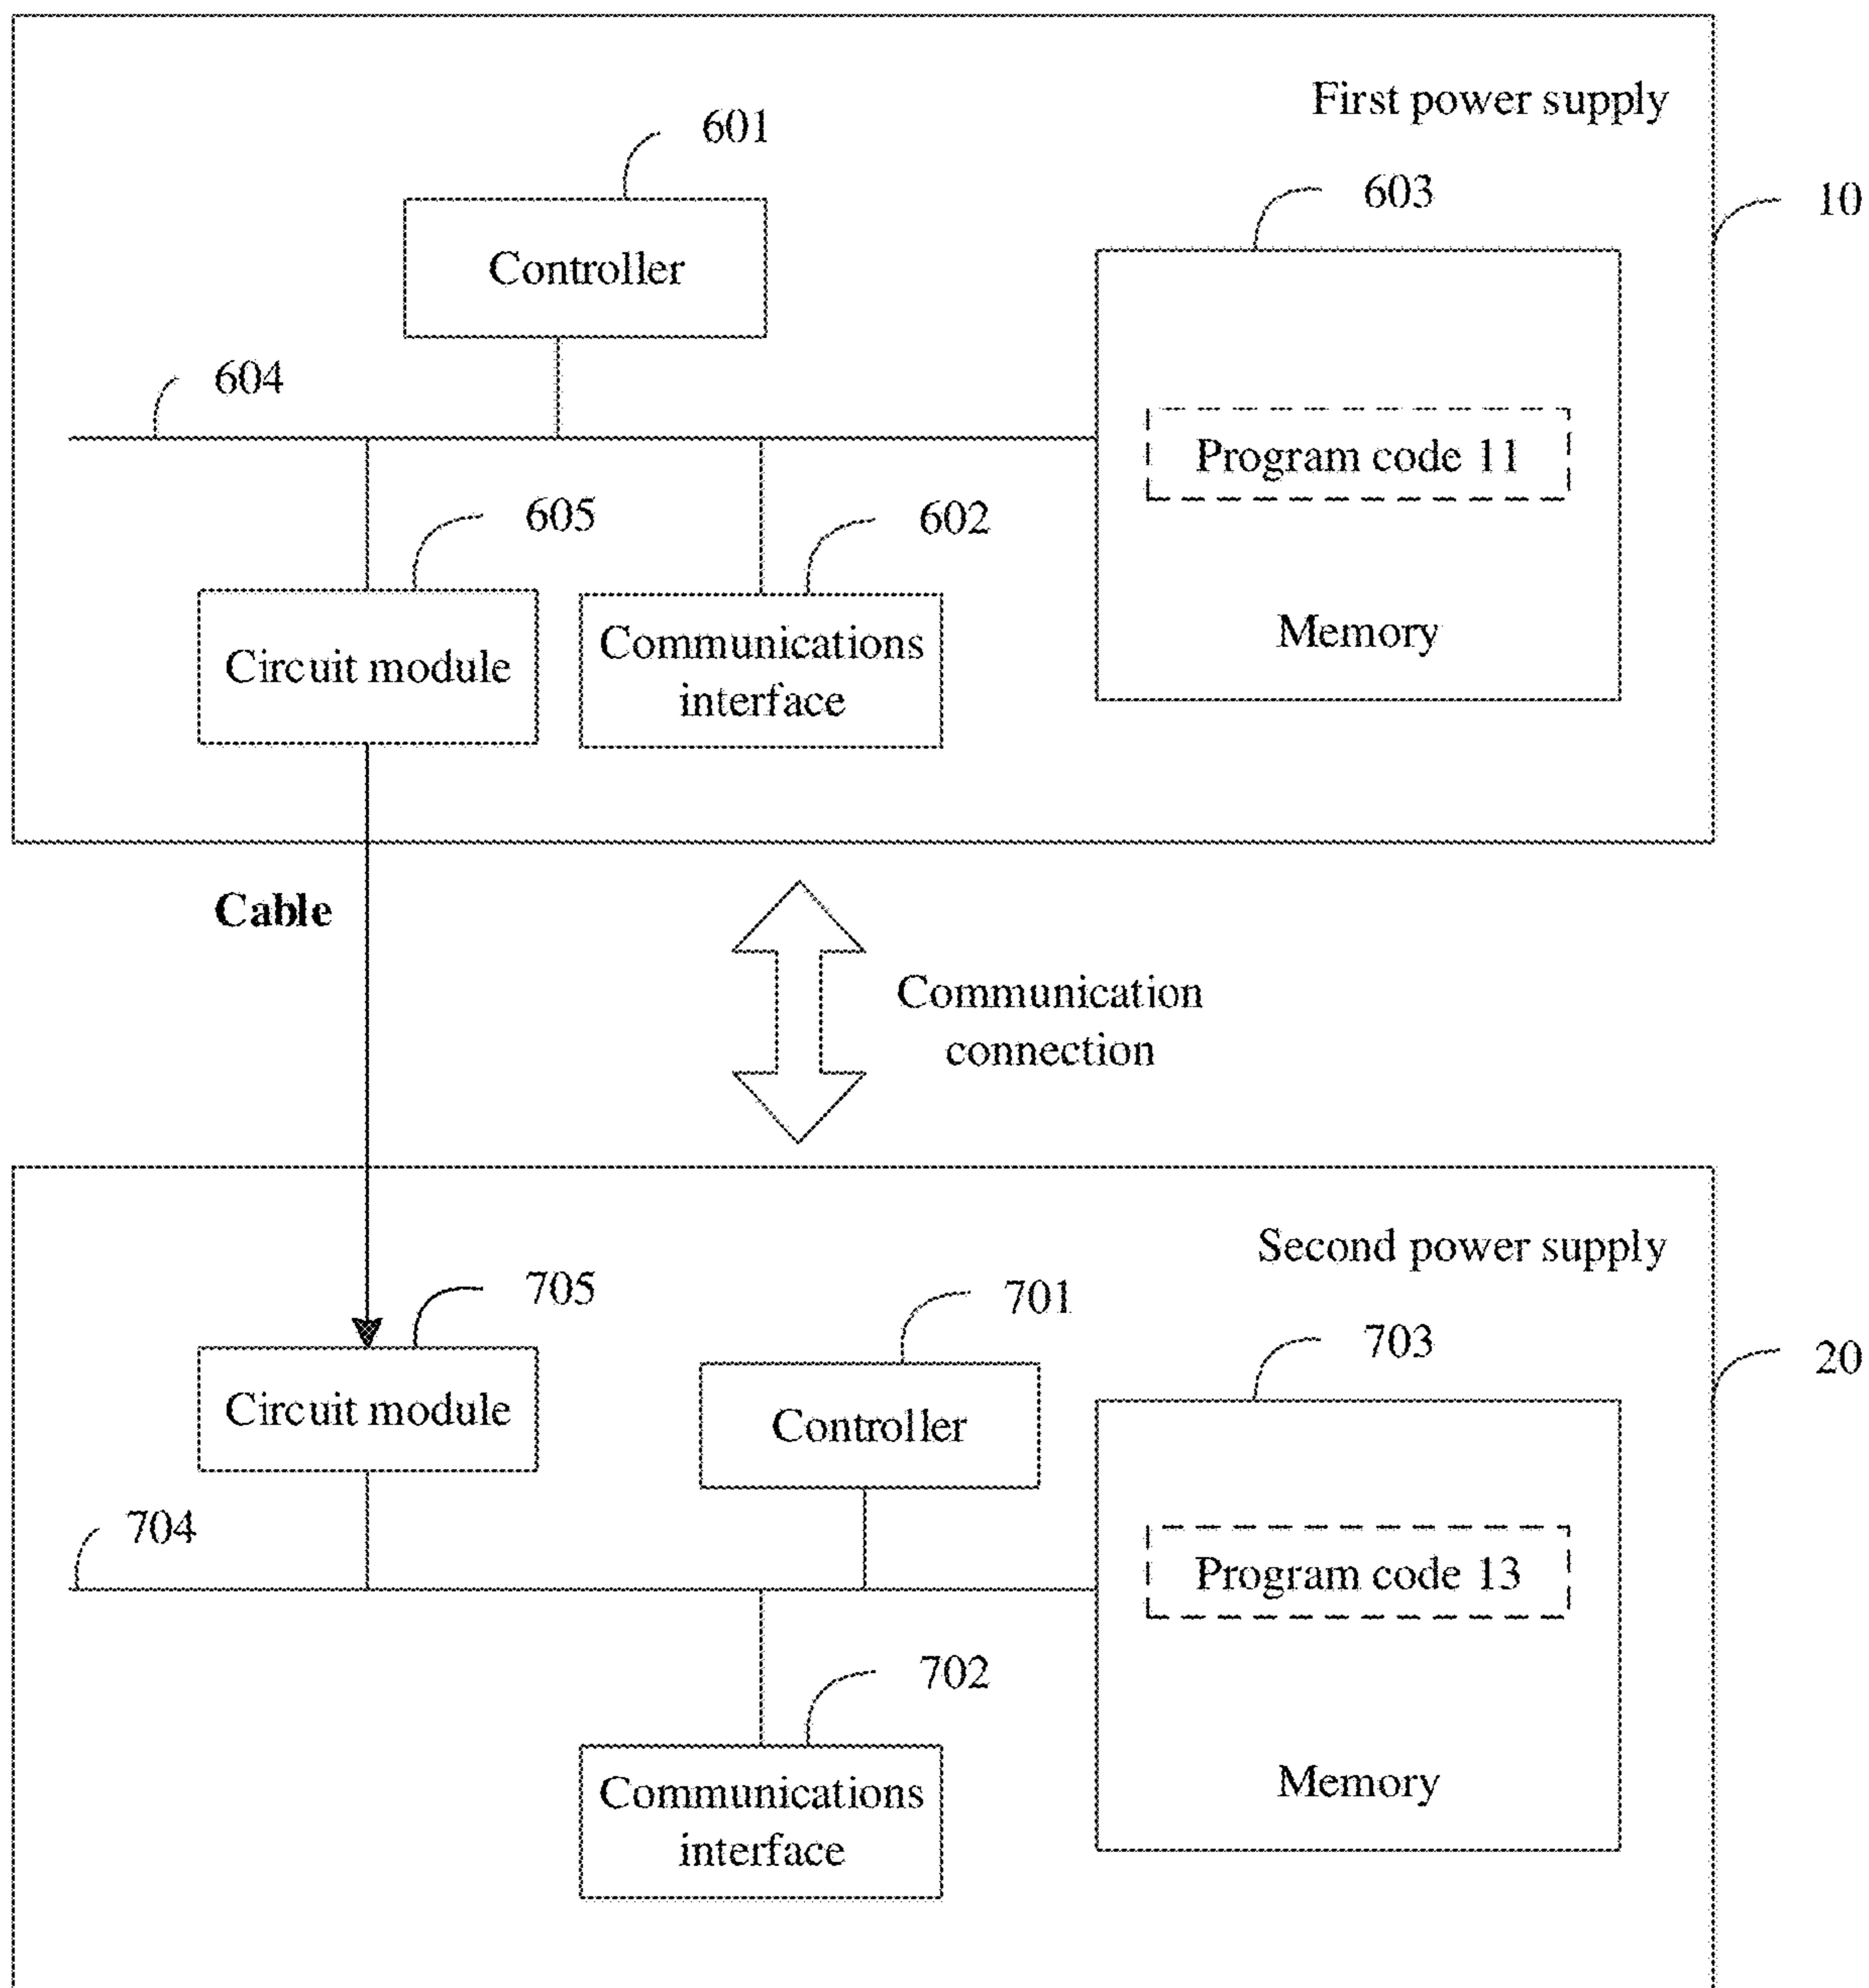 First power supply
601
603
10
Controller
604
Program code 11
605
602
Circuit module
Communications
interface
Memory
Cable
Communication
connection
Second power supply
705
701
703
20
Circuit module
Controller
704
Program code 13
702
Communications
interface
Memory